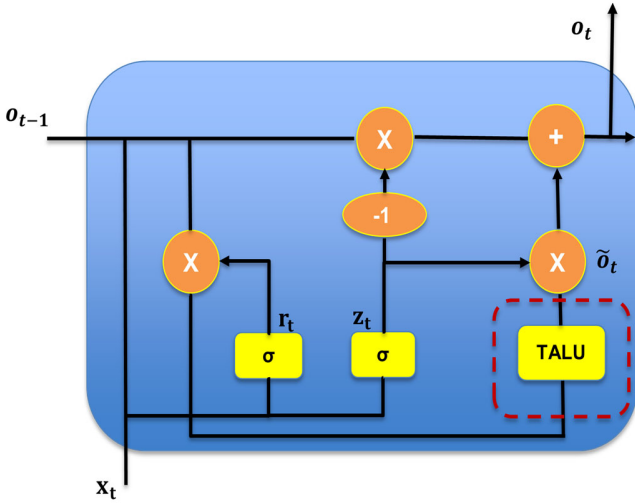 o_t
o_{t-1}
X
+
-1
X
X
õ_t
r_t
z_t
σ
σ
TALU
x_t